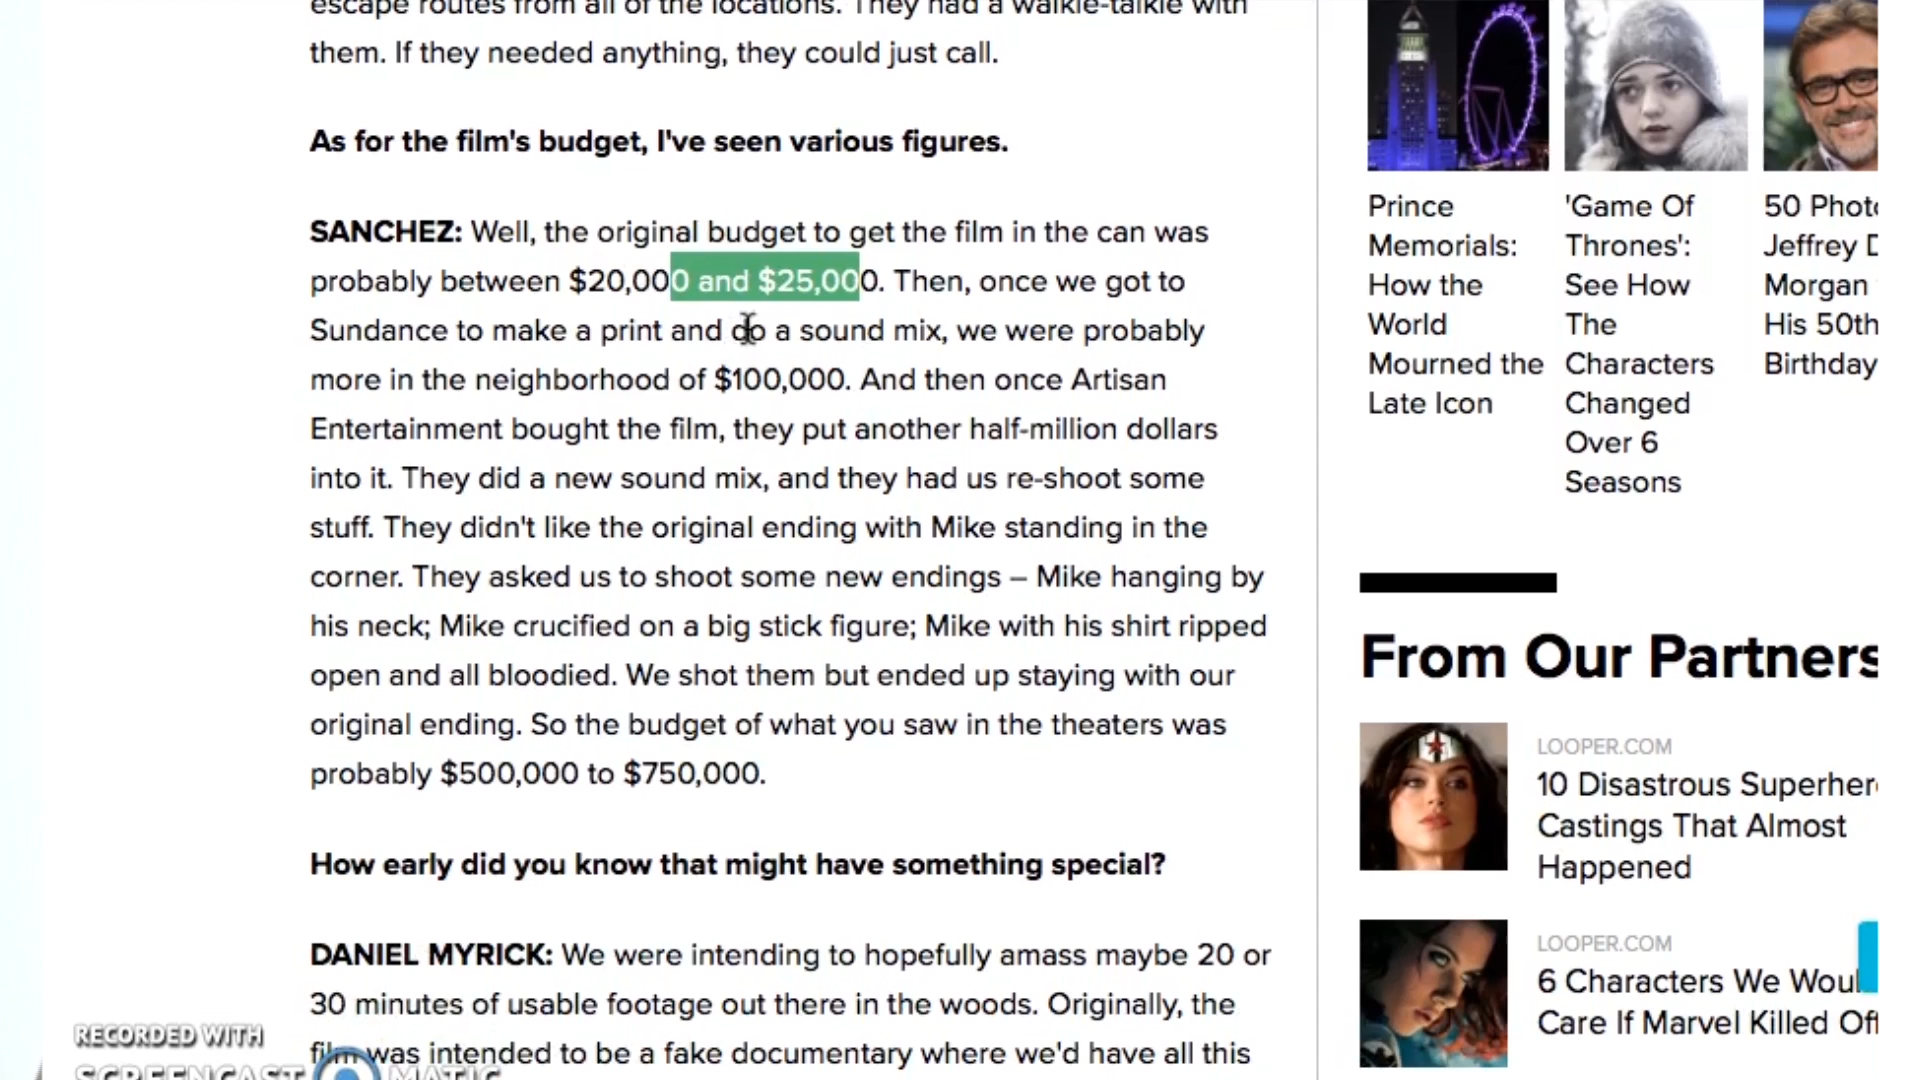 escape routes from all of the locations. They had a walkie-talkie with
them. If they needed anything, they could just call.
As for the film's budget, I've seen various figures.
SANCHEZ: Well, the original budget to get the film in the can was
probably between $20,000 and $25,000. Then, once we got to
Sundance to make a print and do a sound mix, we were probably
more in the neighborhood of $100,000. And then once Artisan
Entertainment bought the film, they put another half-million dollars
into it. They did a new sound mix, and they had us re-shoot some
stuff. They didn't like the original ending with Mike standing in the
corner. They asked us to shoot some new endings – Mike hanging by
his neck; Mike crucified on a big stick figure; Mike with his shirt ripped
open and all bloodied. We shot them but ended up staying with our
original ending. So the budget of what you saw in the theaters was
probably $500,000 to $750,000.
How early did you know that might have something special?
DANIEL MYRICK: We were intending to hopefully amass maybe 20 or
30 minutes of usable footage out there in the woods. Originally, the
film was intended to be a fake documentary where we'd have all this
Prince
Memorials:
How the
World
Mourned the
Late Icon
'Game Of
Thrones':
See How
The
Characters
Changed
Over 6
Seasons
50 Phot
Jeffrey D
Morgan
His 50th
Birthday
From Our Partners
LOOPER.COM
10 Disastrous Superher
Castings That Almost
Happened
LOOPER.COM
6 Characters We Woul
Care If Marvel Killed Off
RECORDED WITH
SCREENCAST MATIC